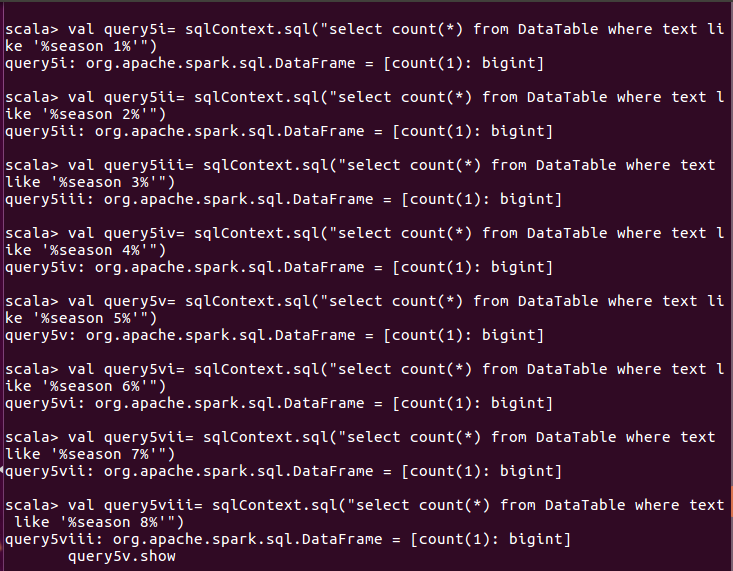 scala> val query5i= sqlContext.sql("select count(*) from DataTable where text li
ke '%season 1%'")
query5i: org.apache.spark.sql.DataFrame = [count(1): bigint]
scala> val query5ii= sqlContext.sql("select count(*) from DataTable where text l
ike '%season 2%'")
query5ii: org.apache.spark.sql.DataFrame = [count(1): bigint]
scala> val query5iii= sqlContext.sql("select count(*) from DataTable where text
like '%season 3%'")
query5iii: org.apache.spark.sql.DataFrame = [count(1): bigint]
scala> val query5iv= sqlContext.sql("select count(*) from DataTable where text l
ike '%season 4%'")
query5iv: org.apache.spark.sql.DataFrame = [count(1): bigint]
scala> val query5v= sqlContext.sql("select count(*) from DataTable where text li
ke '%season 5%'")
query5v: org.apache.spark.sql.DataFrame = [count(1): bigint]
scala> val query5vi= sqlContext.sql("select count(*) from DataTable where text l
ike '%season 6%'")
query5vi: org.apache.spark.sql.DataFrame = [count(1): bigint]
scala> val query5vii= sqlContext.sql("select count(*) from DataTable where text
like '%season 7%'")
query5vii: org.apache.spark.sql.DataFrame = [count(1): bigint]
scala> val query5viii= sqlContext.sql("select count(*) from DataTable where text
 like '%season 8%'")
query5viii: org.apache.spark.sql.DataFrame = [count(1): bigint]
       query5v.show